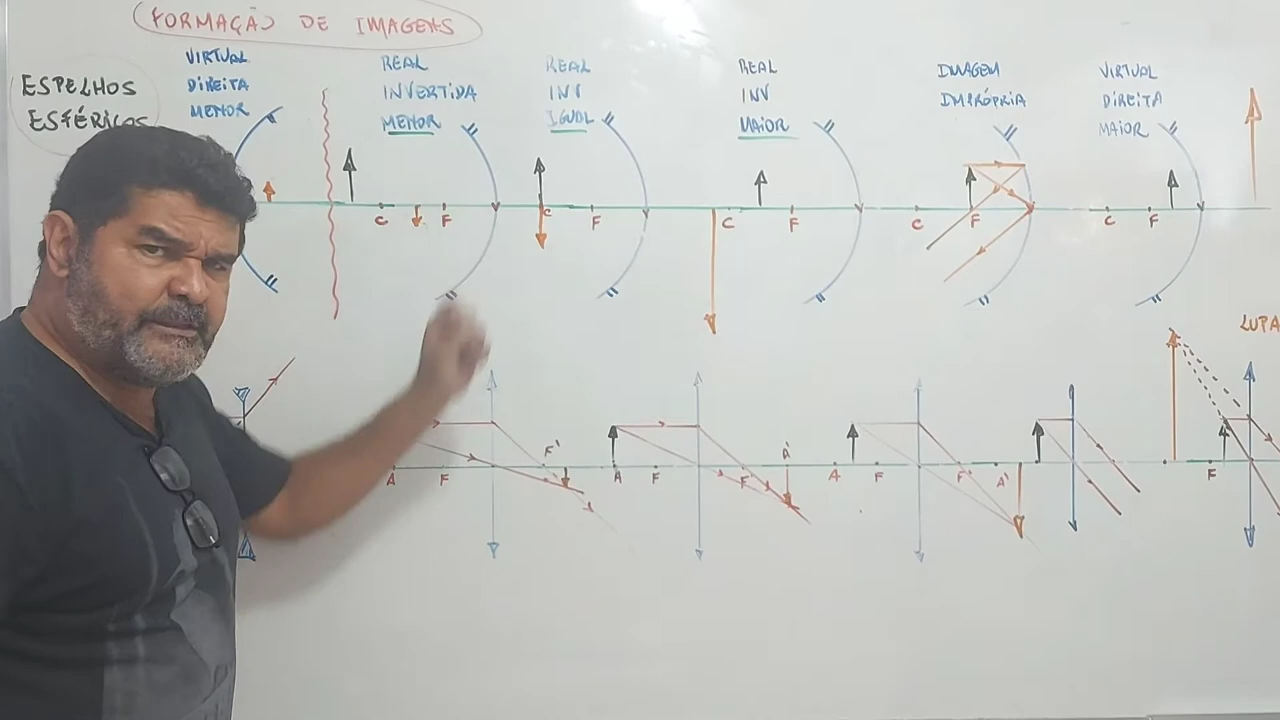 FORMAÇÃO DE IMAGENS
ESPELHOS
ESFÉRICOS
VIRTUAL
DIREITA
MENOR
REAL
INVERTIDA
MENOR
REAL
INV
IGUAL
REAL
INV
MAIOR
IMAGEM
IMPRÓPRIA
VIRTUAL
DIREITA
MAIOR
C F
C F
C F
C F
C F
LUPA
A F F'
A F F' A'
A F F' A'
F